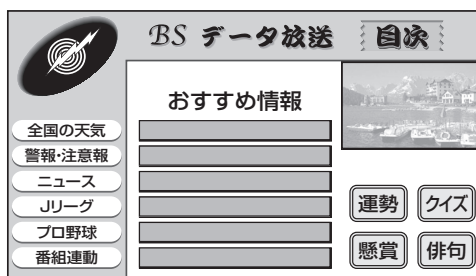 BS データ放送 目次
おすすめ情報
全国の天気
警報・注意報
ニュース
Jリーグ
プロ野球
番組連動
運勢 クイズ
懸賞 俳句